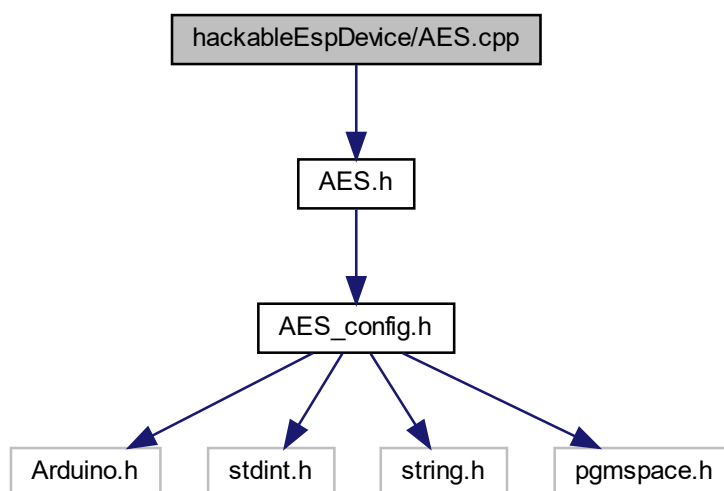 hackableEspDevice/AES.cpp
AES.h
AES_config.h
Arduino.h
stdint.h
string.h
pgmspace.h